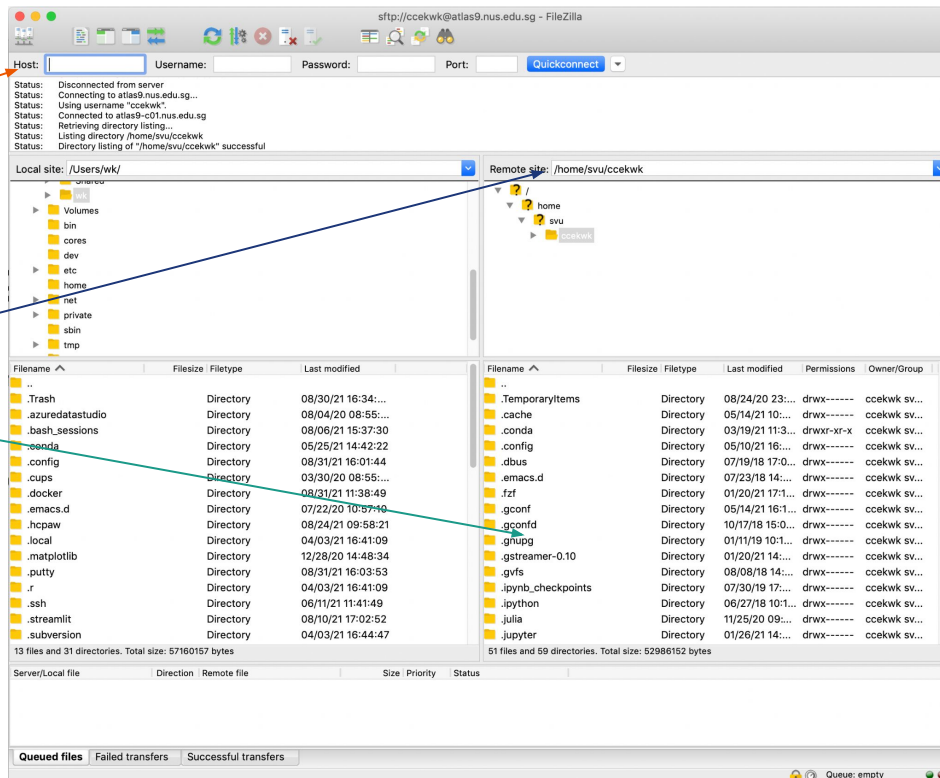 sftp://ccekwk@atlas9.nus.edu.sg - FileZilla
Host: Username: Password: Port: Quickconnect
Status: Disconnected from server
Status: Connecting to atlas9.nus.edu.sg...
Status: Using username "ccekwk".
Status: Connected to atlas9-c01.nus.edu.sg
Status: Retrieving directory listing...
Status: Listing directory /home/svu/ccekwk
Status: Directory listing of "/home/svu/ccekwk" successful
Local site: /Users/wk/
wk
Volumes
bin
cores
dev
etc
home
net
private
sbin
tmp
Remote site: /home/svu/ccekwk
/
home
svu
ccekwk
Filename Filesize Filetype Last modified
..
.Trash Directory 08/30/21 16:34:...
.azuredatastudio Directory 08/04/20 08:55:...
.bash_sessions Directory 08/06/21 15:37:30
.conda Directory 05/25/21 14:42:22
.config Directory 08/31/21 16:01:44
.cups Directory 03/30/20 08:55:...
.docker Directory 08/31/21 11:38:49
.emacs.d Directory 07/22/20 10:57:10
.hcpaw Directory 08/24/21 09:58:21
.local Directory 04/03/21 16:41:09
.matplotlib Directory 12/28/20 14:48:34
.putty Directory 08/31/21 16:03:53
.r Directory 04/03/21 16:41:09
.ssh Directory 06/11/21 11:41:49
.streamlit Directory 08/10/21 17:02:52
.subversion Directory 04/03/21 16:44:47
13 files and 31 directories. Total size: 57160157 bytes
Filename Filesize Filetype Last modified Permissions Owner/Group
..
.TemporaryItems Directory 08/24/20 23:... drwx------ ccekwk sv...
.cache Directory 05/14/21 10:... drwx------ ccekwk sv...
.conda Directory 03/19/21 11:3... drwxr-xr-x ccekwk sv...
.config Directory 05/10/21 16:... drwx------ ccekwk sv...
.dbus Directory 07/19/18 17:0... drwx------ ccekwk sv...
.emacs.d Directory 07/23/18 14:... drwx------ ccekwk sv...
.fzf Directory 01/20/21 17:1... drwx------ ccekwk sv...
.gconf Directory 05/14/21 16:1... drwx------ ccekwk sv...
.gconfd Directory 10/17/18 15:0... drwx------ ccekwk sv...
.gnupg Directory 01/11/19 10:1... drwx------ ccekwk sv...
.gstreamer-0.10 Directory 01/20/21 14:... drwx------ ccekwk sv...
.gvfs Directory 08/08/18 14:... drwx------ ccekwk sv...
.ipynb_checkpoints Directory 07/30/19 17:... drwx------ ccekwk sv...
.ipython Directory 06/27/18 10:1... drwx------ ccekwk sv...
.julia Directory 11/25/20 09:... drwx------ ccekwk sv...
.jupyter Directory 01/26/21 14:... drwx------ ccekwk sv...
51 files and 59 directories. Total size: 52986152 bytes
Server/Local file Direction Remote file Size Priority Status
Queued files Failed transfers Successful transfers
Queue: empty